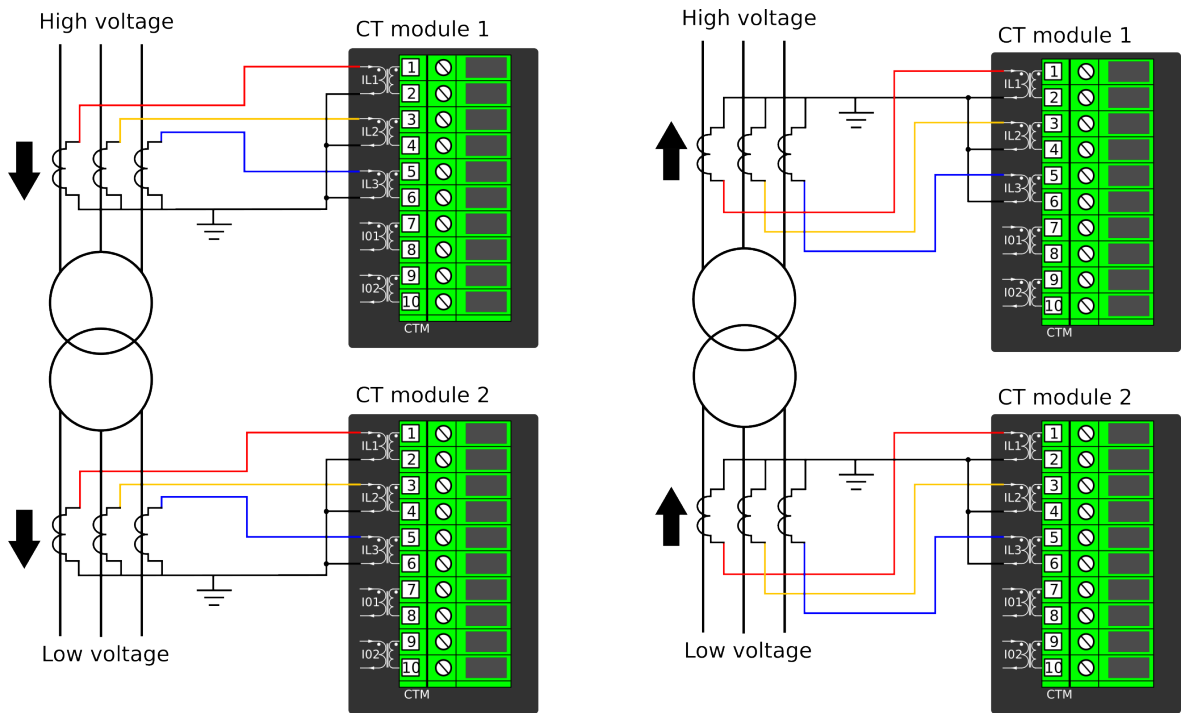 High voltage
CT module 1
IL1
1
2
IL2
3
4
IL3
5
6
I01
7
8
I02
9
10
CTM
CT module 2
IL1
1
2
IL2
3
4
IL3
5
6
I01
7
8
I02
9
10
CTM
Low voltage
High voltage
CT module 1
IL1
1
2
IL2
3
4
IL3
5
6
I01
7
8
I02
9
10
CTM
CT module 2
IL1
1
2
IL2
3
4
IL3
5
6
I01
7
8
I02
9
10
CTM
Low voltage